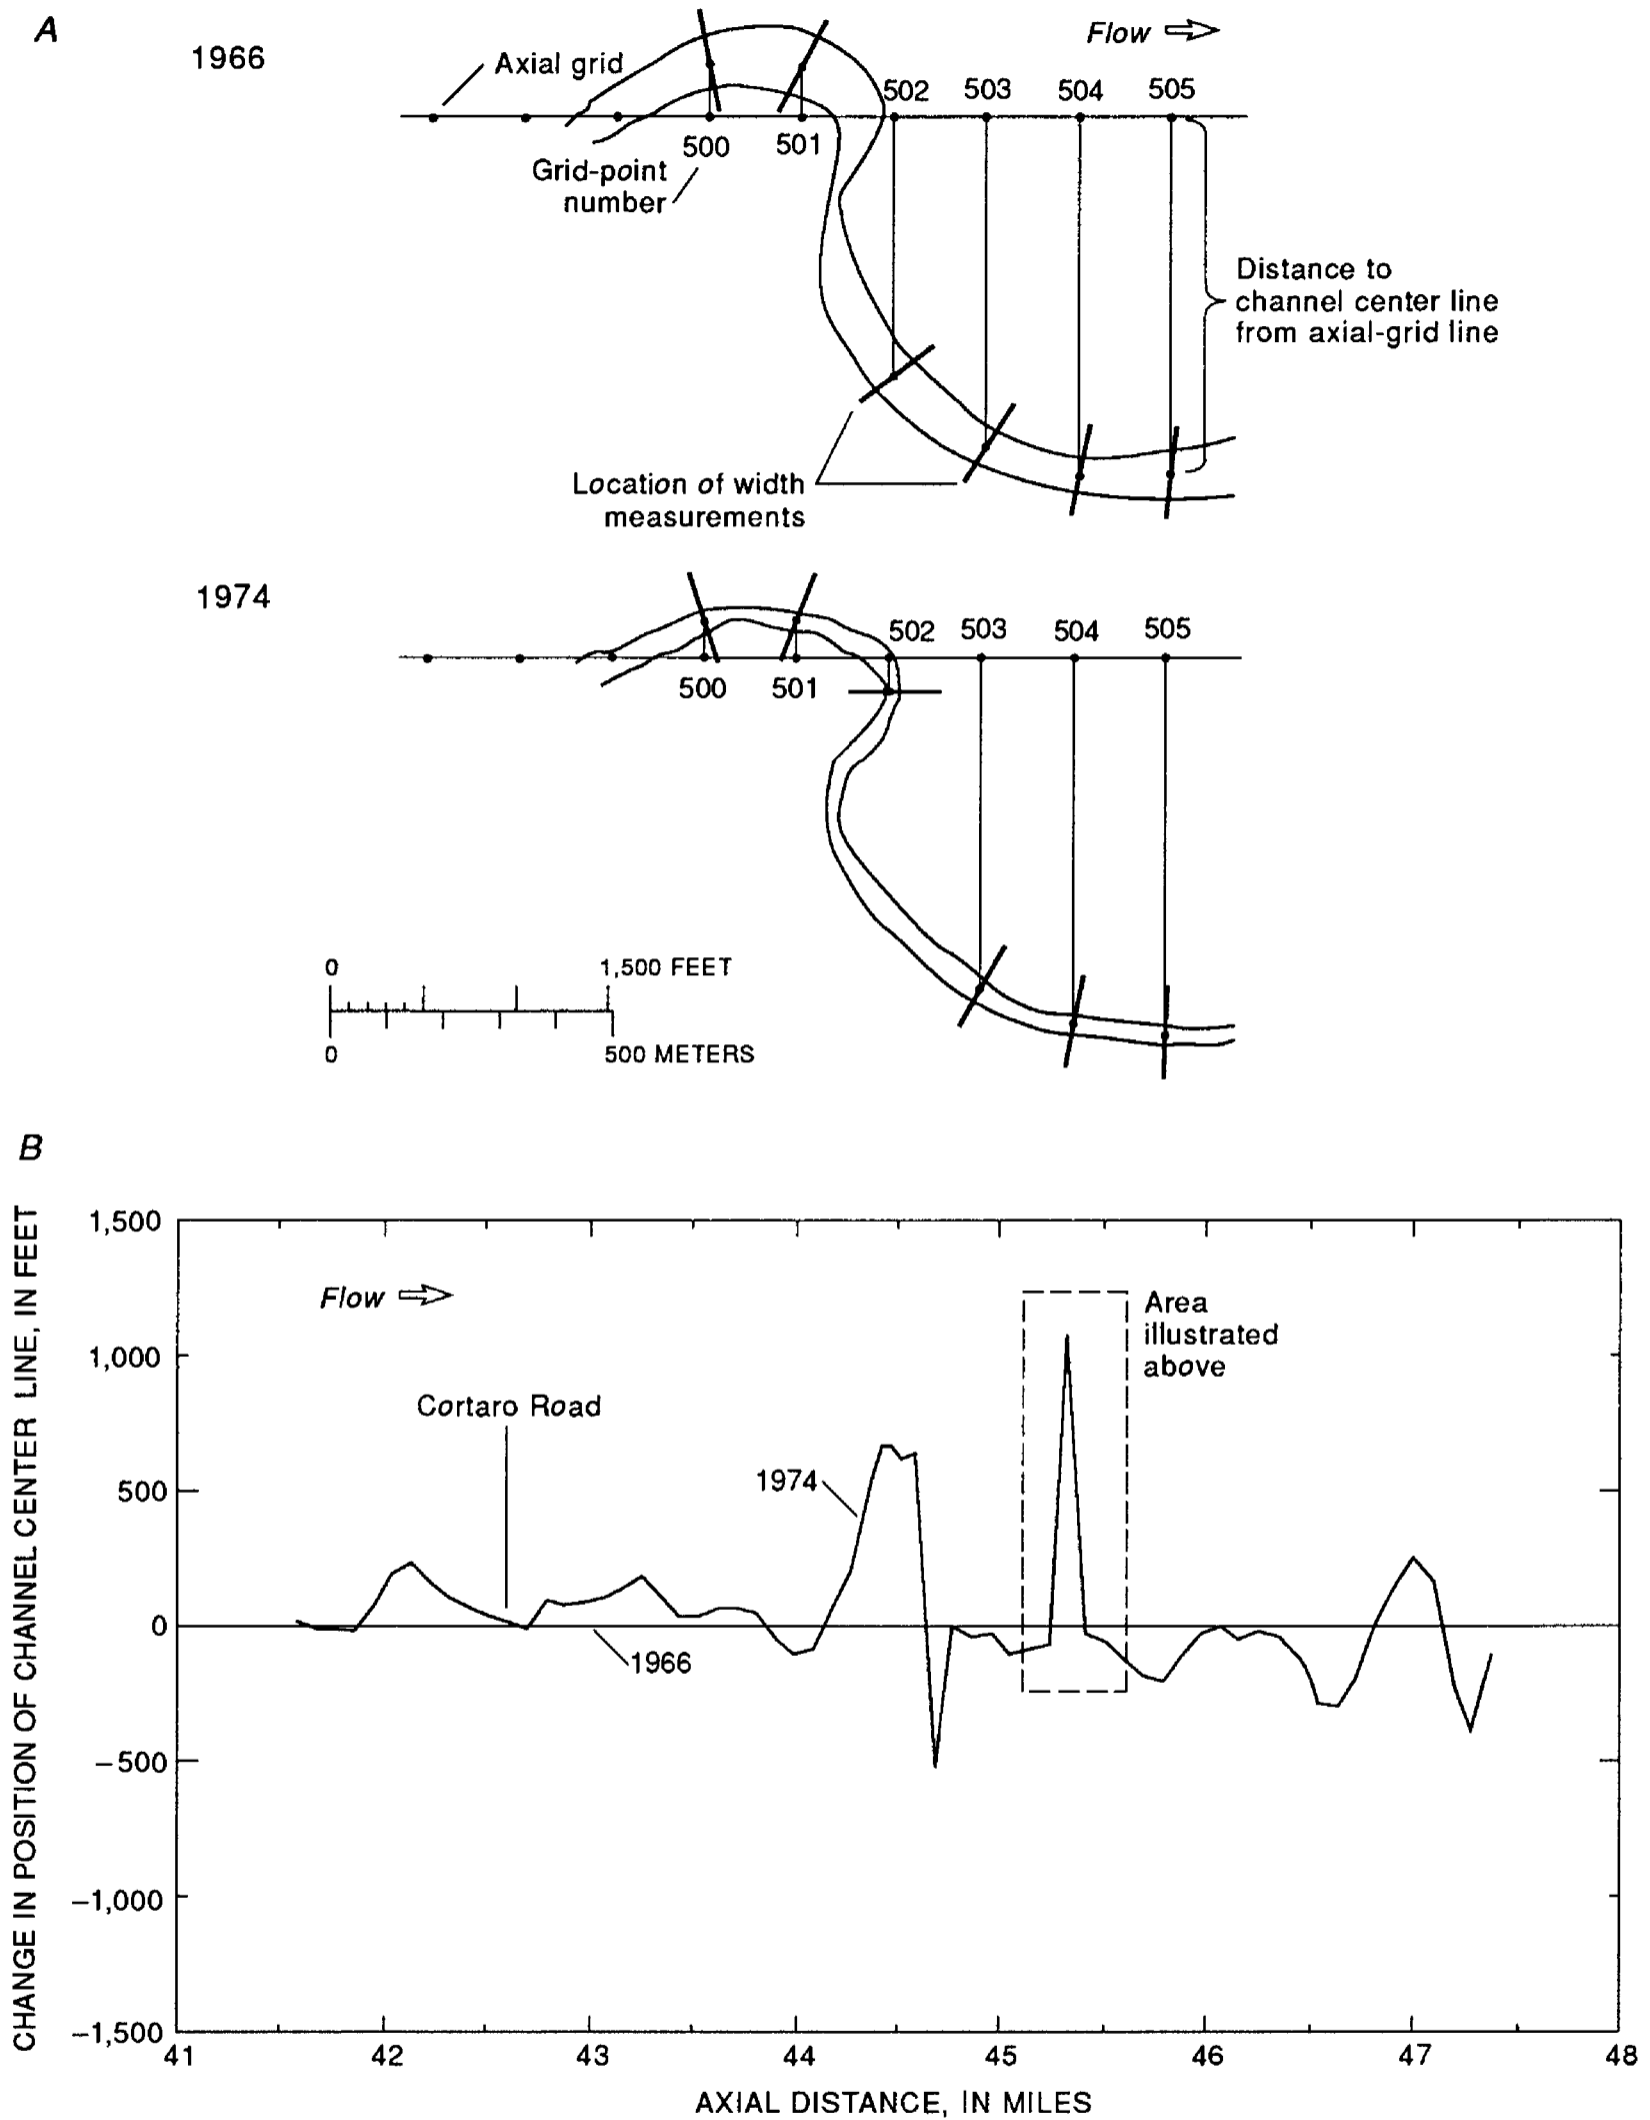 A
1966
Axial grid
Flow
502 503 504 505
500 501
Grid-point
number
Distance to
channel center line
from axial-grid line
Location of width
measurements
1974
502 503 504 505
500 501
0 1,500 FEET
0 500 METERS
B
CHANGE IN POSITION OF CHANNEL CENTER LINE, IN FEET
1,500
1,000
500
0
−500
−1,000
−1,500
Flow
Area
illustrated
above
Cortaro Road
1974
1966
41 42 43 44 45 46 47 48
AXIAL DISTANCE, IN MILES